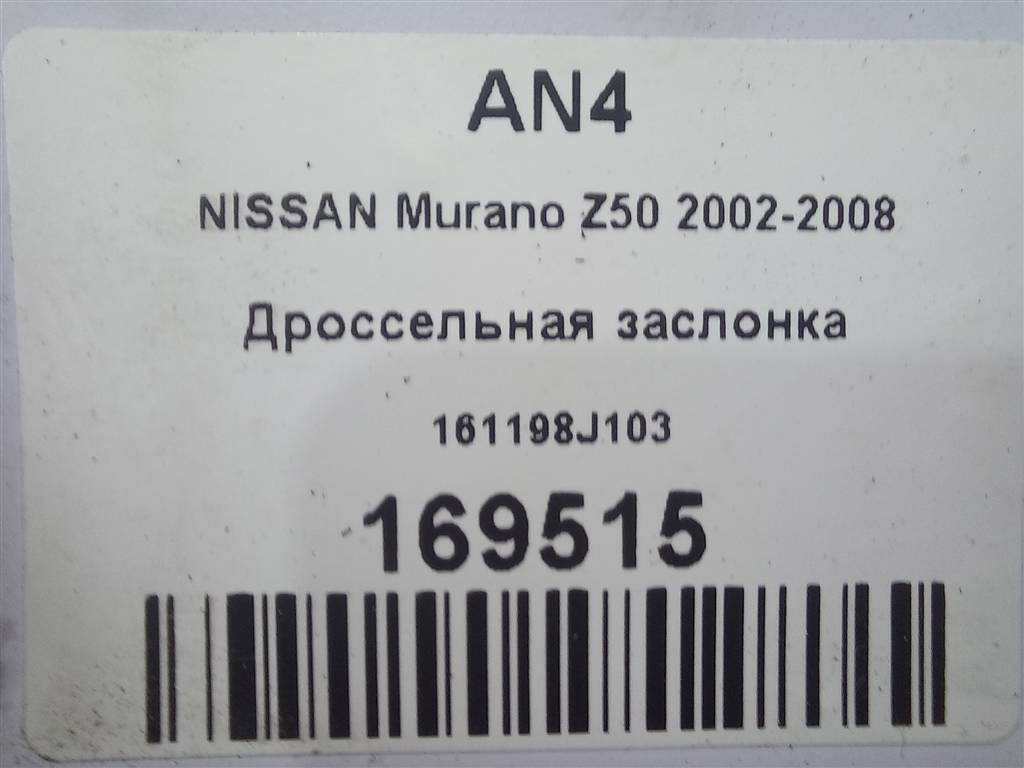 AN4
NISSAN Murano Z50 2002-2008
Дроссельная заслонка
161198J103
169515